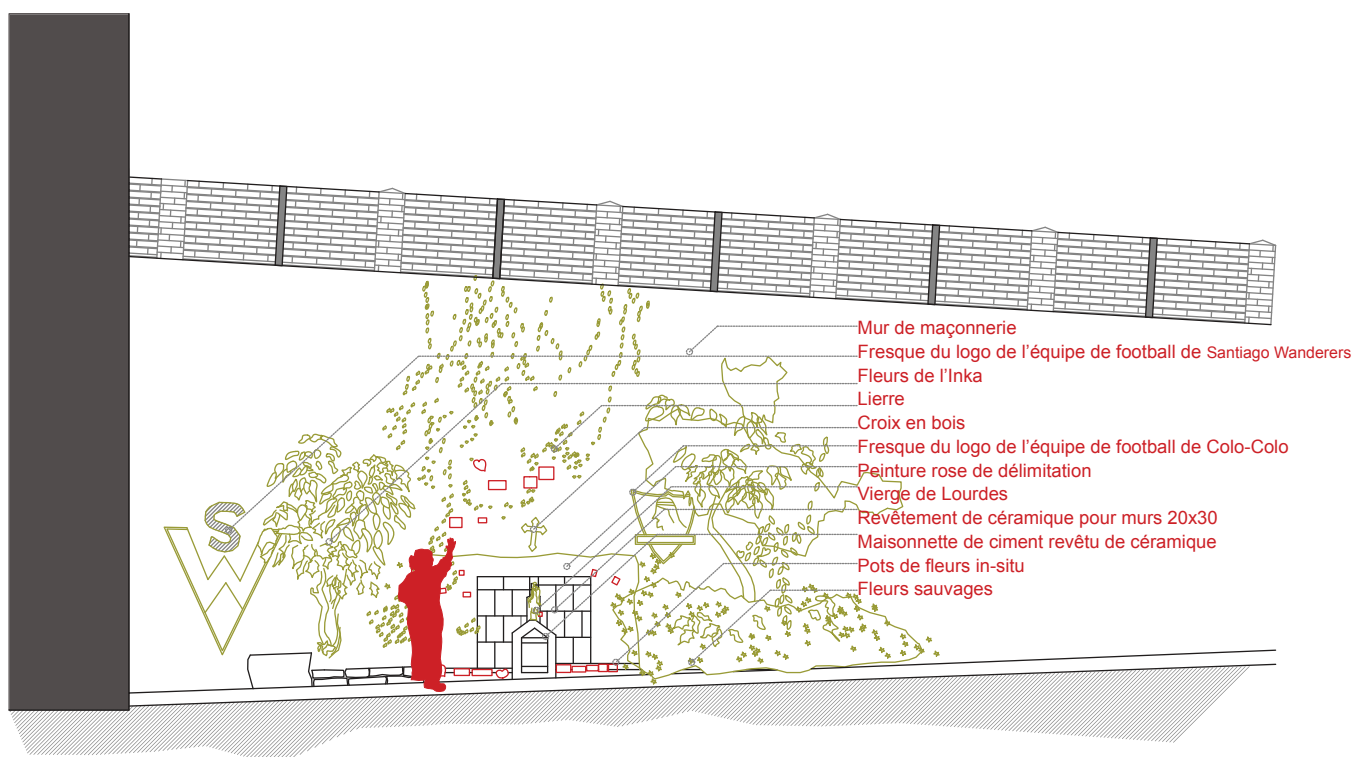 Mur de maçonnerie
Fresque du logo de l’équipe de football de Santiago Wanderers
Fleurs de l’Inka
Lierre
Croix en bois
Fresque du logo de l’équipe de football de Colo-Colo
Peinture rose de délimitation
Vierge de Lourdes
Revêtement de céramique pour murs 20x30
Maisonnette de ciment revêtu de céramique
Pots de fleurs in-situ
Fleurs sauvages
S
W